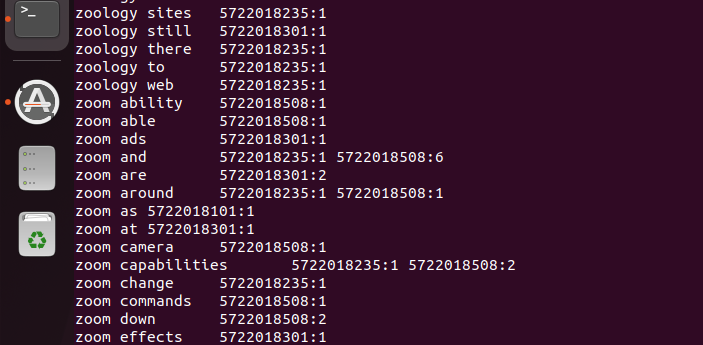 >_
zoology sites 5722018235:1
zoology still 5722018301:1
zoology there 5722018235:1
zoology to 5722018235:1
zoology web 5722018235:1
zoom ability 5722018508:1
zoom able 5722018508:1
zoom ads 5722018301:1
zoom and 5722018235:1 5722018508:6
zoom are 5722018301:2
zoom around 5722018235:1 5722018508:1
zoom as 5722018101:1
zoom at 5722018301:1
zoom camera 5722018508:1
zoom capabilities 5722018235:1 5722018508:2
zoom change 5722018235:1
zoom commands 5722018508:1
zoom down 5722018508:2
zoom effects 5722018301:1